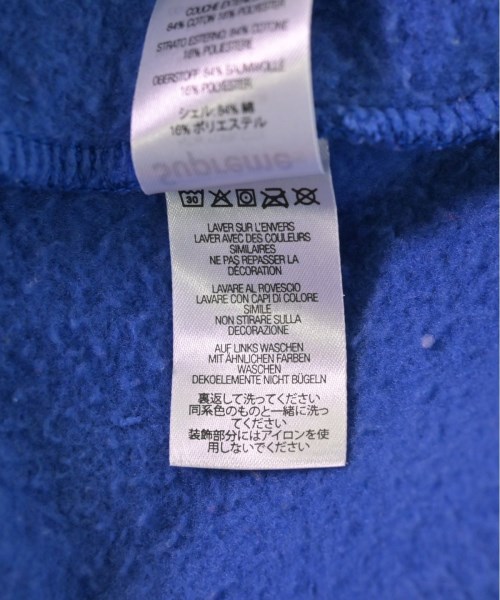 COUCHE EXTÉRIEURE
84% COTON 16% POLYESTER
STRATO ESTERNO: 84% COTONE
16% POLIESTERE
OBERSTOFF: 84% BAUMWOLLE
16% POLYESTER
シェル: 84% 綿
16% ポリエステル
Supreme
30
LAVER SUR L'ENVERS
LAVER AVEC DES COULEURS
SIMILAIRES
NE PAS REPASSER LA
DÉCORATION
LAVARE AL ROVESCIO
LAVARE CON CAPI DI COLORE
SIMILE
NON STIRARE SULLA
DECORAZIONE
AUF LINKS WASCHEN
MIT ÄHNLICHEN FARBEN
WASCHEN
DEKOELEMENTE NICHT BÜGELN
裏返して洗ってください
同系色のものと一緒に洗っ
てください
装飾部分にはアイロンを使
用しないでください